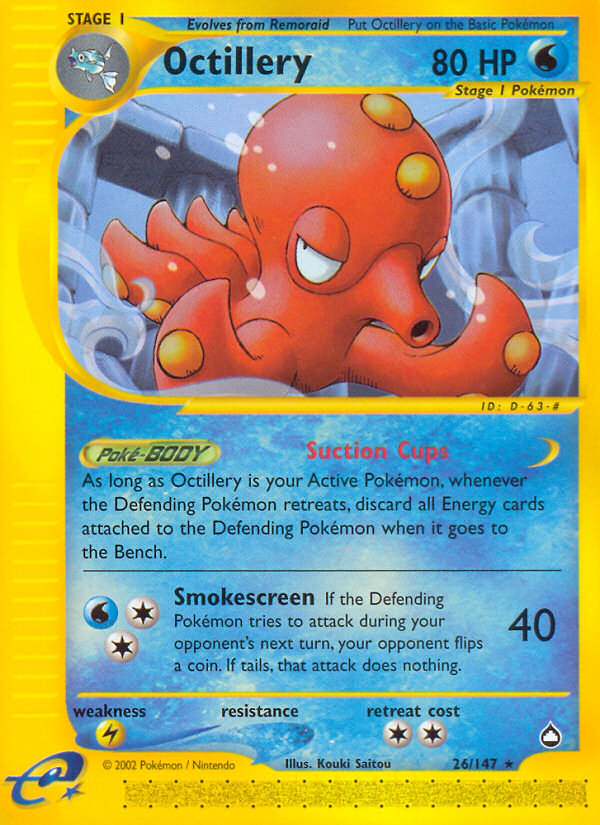 STAGE 1
Evolves from Remoraid Put Octillery on the Basic Pokémon
Octillery 80 HP
Stage 1 Pokémon
ID: D-63-#
Poké-BODY Suction Cups
As long as Octillery is your Active Pokémon, whenever
the Defending Pokémon retreats, discard all Energy cards
attached to the Defending Pokémon when it goes to
the Bench.
Smokescreen If the Defending
Pokémon tries to attack during your
opponent's next turn, your opponent flips
a coin. If tails, that attack does nothing.
40
weakness resistance retreat cost
© 2002 Pokémon / Nintendo Illus. Kouki Saitou 26/147 ★
e